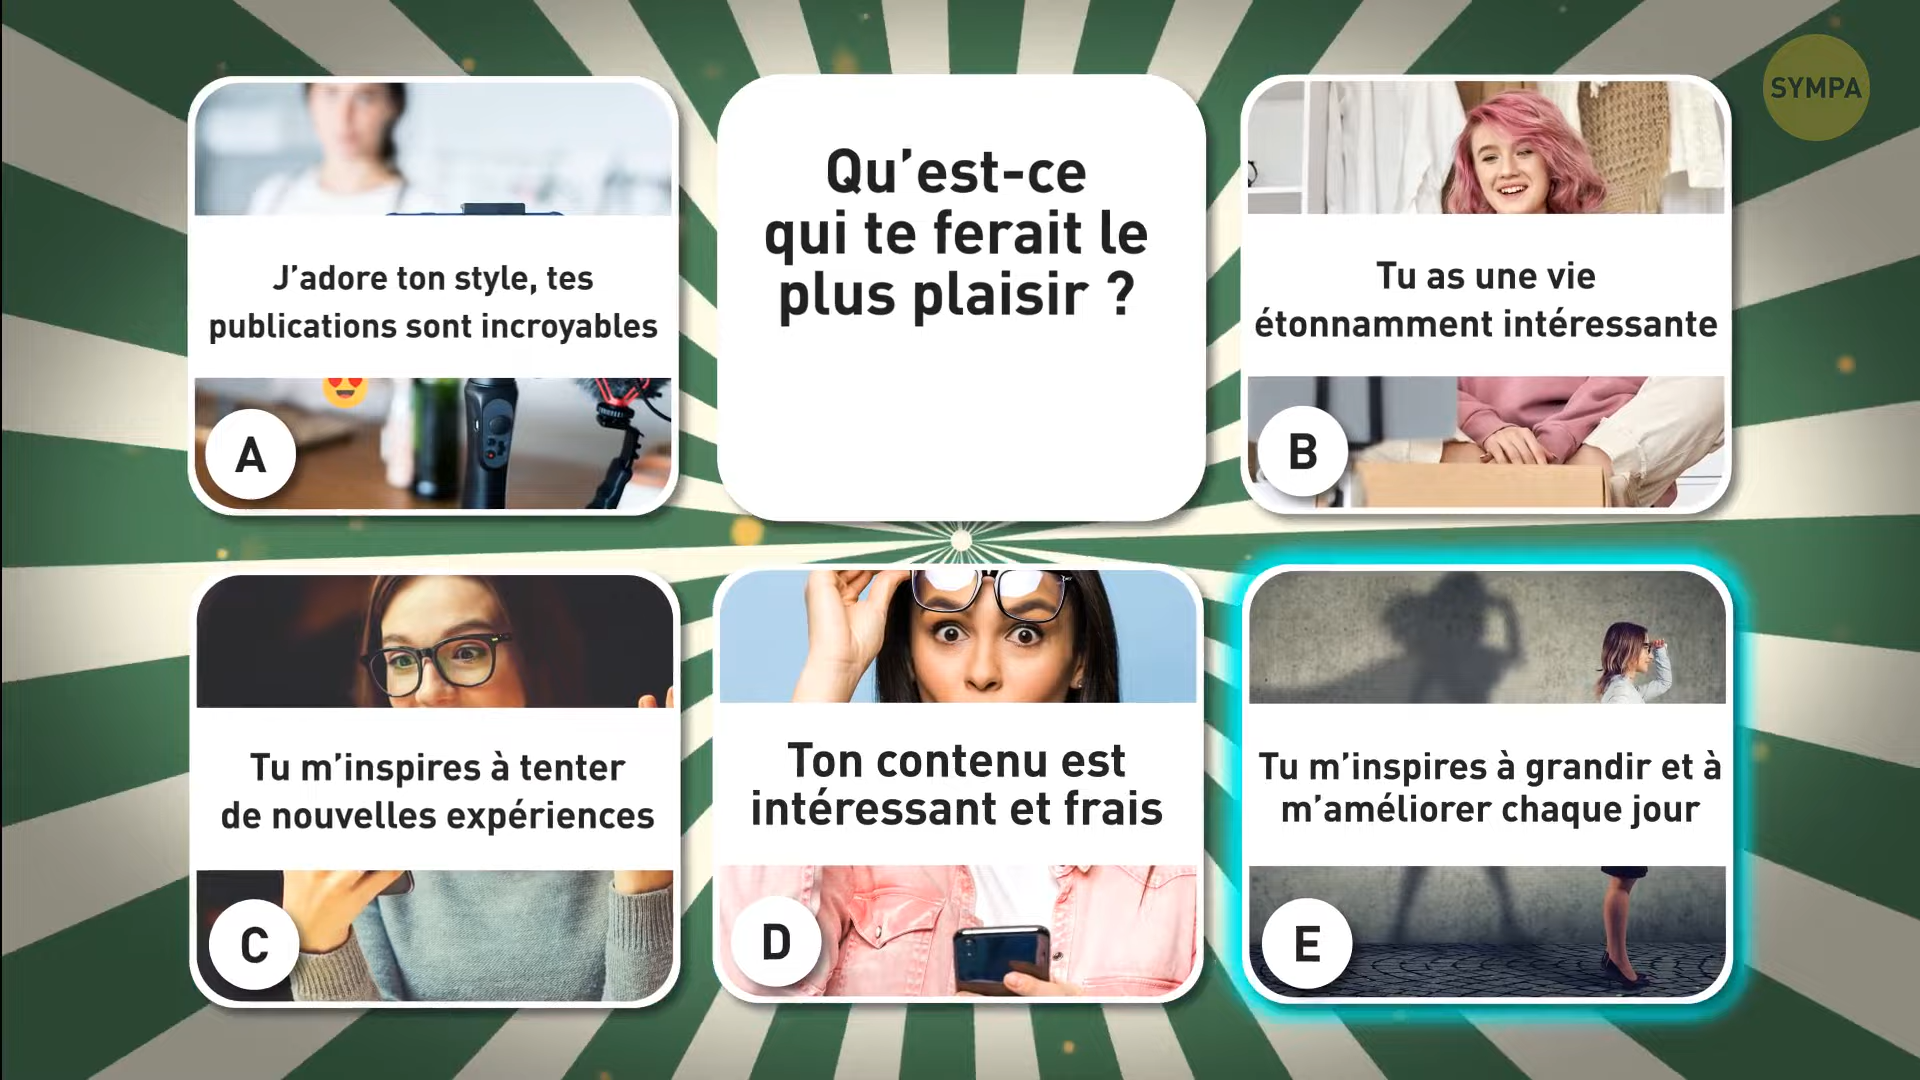 SYMPA
J’adore ton style, tes
publications sont incroyables
A
Qu’est-ce
qui te ferait le
plus plaisir ?
Tu as une vie
étonnamment intéressante
B
Tu m’inspires à tenter
de nouvelles expériences
C
Ton contenu est
intéressant et frais
D
Tu m’inspires à grandir et à
m’améliorer chaque jour
E